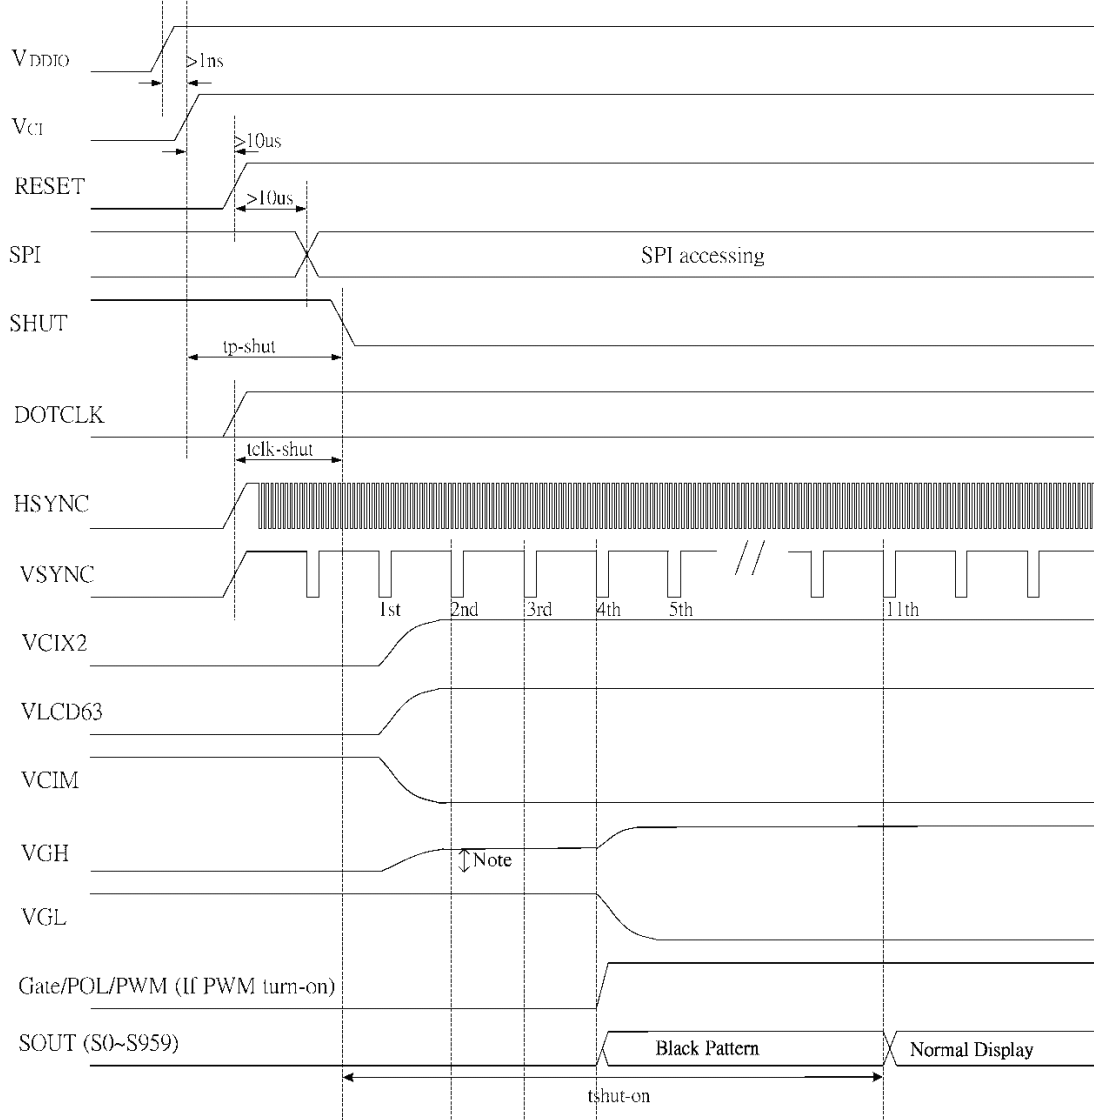 VDDIO
>1ns
VCI
>10us
RESET
>10us
SPI
SPI accessing
SHUT
tp-shut
DOTCLK
tclk-shut
HSYNC
VSYNC
1st 2nd 3rd 4th 5th 11th
VCIX2
VLCD63
VCIM
VGH
Note
VGL
Gate/POL/PWM (If PWM turn-on)
SOUT (S0~S959)
Black Pattern
Normal Display
tshut-on